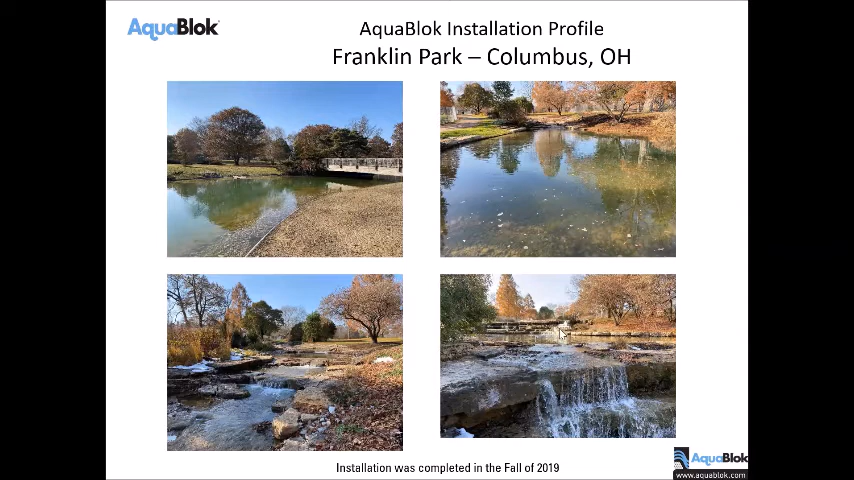 AquaBlok
AquaBlok Installation Profile
Franklin Park – Columbus, OH
Installation was completed in the Fall of 2019
AquaBlok
www.aquablok.com